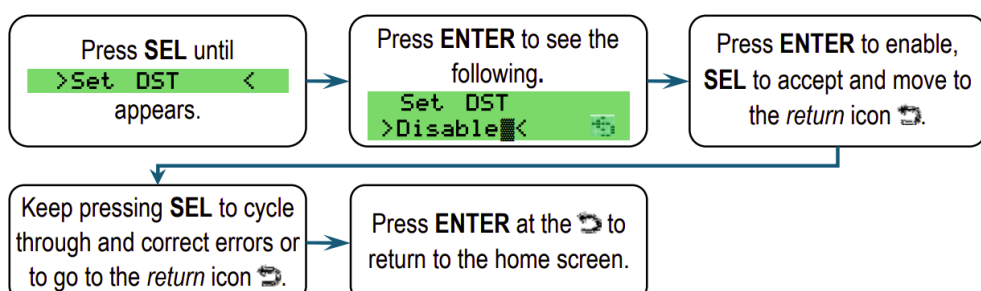 Press SEL until
>Set DST <
appears.
Press ENTER to see the
following.
Set DST
>Disable<
Press ENTER to enable,
SEL to accept and move to
the return icon .
Keep pressing SEL to cycle
through and correct errors or
to go to the return icon .
Press ENTER at the to
return to the home screen.